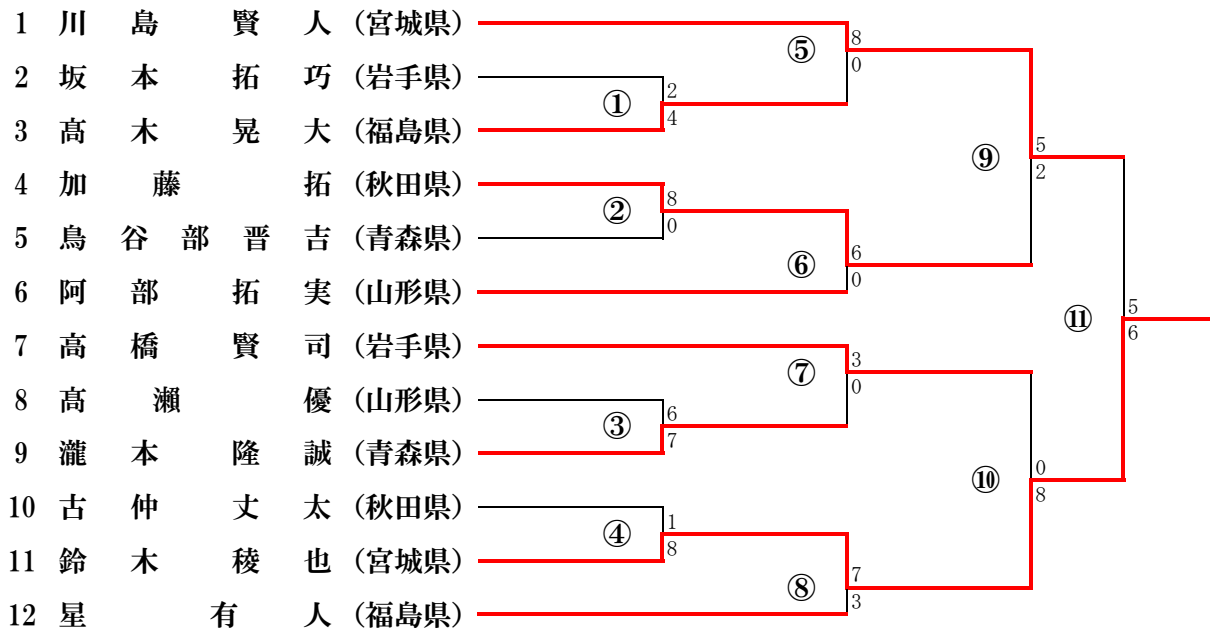 1 川島賢人 (宮城県)
8
⑤
0
2 坂本拓巧 (岩手県)
2
①
4
3 髙木晃大 (福島県)
5
⑨
2
4 加藤拓 (秋田県)
8
②
0
5 鳥谷部晋吉 (青森県)
6
⑥
0
6 阿部拓実 (山形県)
5
⑪
6
7 高橋賢司 (岩手県)
3
⑦
0
8 髙瀨優 (山形県)
6
③
7
9 瀧本隆誠 (青森県)
0
⑩
8
10 古仲丈太 (秋田県)
1
④
8
11 鈴木稜也 (宮城県)
7
⑧
3
12 星有人 (福島県)